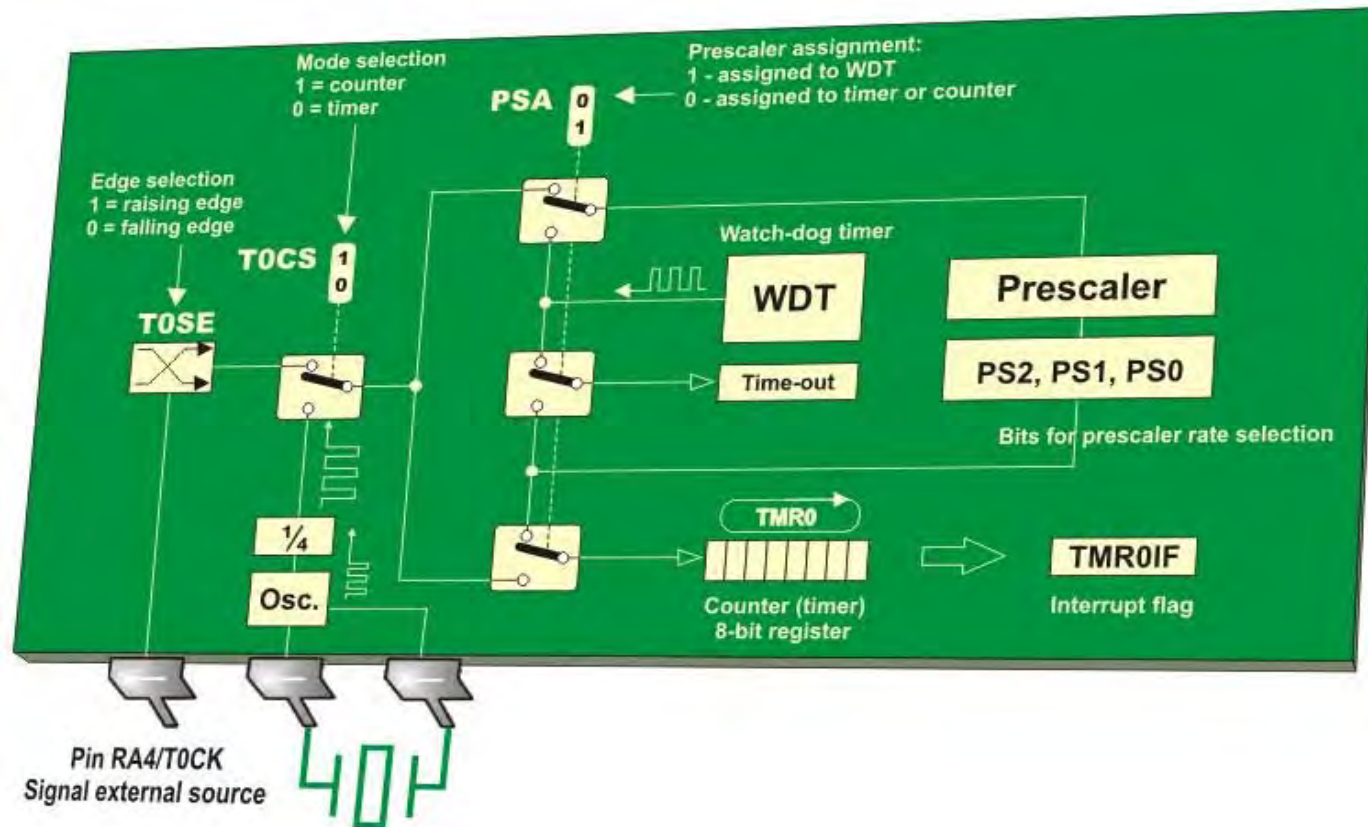 Mode selection
1 = counter
0 = timer
Prescaler assignment:
1 - assigned to WDT
0 - assigned to timer or counter
PSA
0
1
Edge selection
1 = raising edge
0 = falling edge
T0CS
1
0
T0SE
Watch-dog timer
WDT
Time-out
Prescaler
PS2, PS1, PS0
Bits for prescaler rate selection
¼
Osc.
TMR0
Counter (timer)
8-bit register
TMR0IF
Interrupt flag
Pin RA4/T0CK
Signal external source